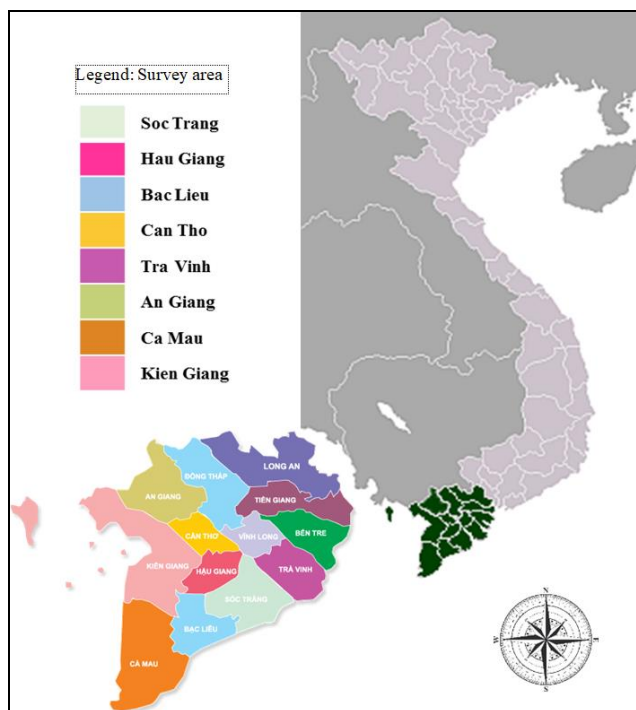 Legend: Survey area
Soc Trang
Hau Giang
Bac Lieu
Can Tho
Tra Vinh
An Giang
Ca Mau
Kien Giang
LONG AN
ĐỒNG THÁP
AN GIANG
TIỀN GIANG
BẾN TRE
CẦN THƠ
VĨNH LONG
KIÊN GIANG
HẬU GIANG
TRÀ VINH
SÓC TRĂNG
BẠC LIÊU
CÀ MAU
N
W
E
S